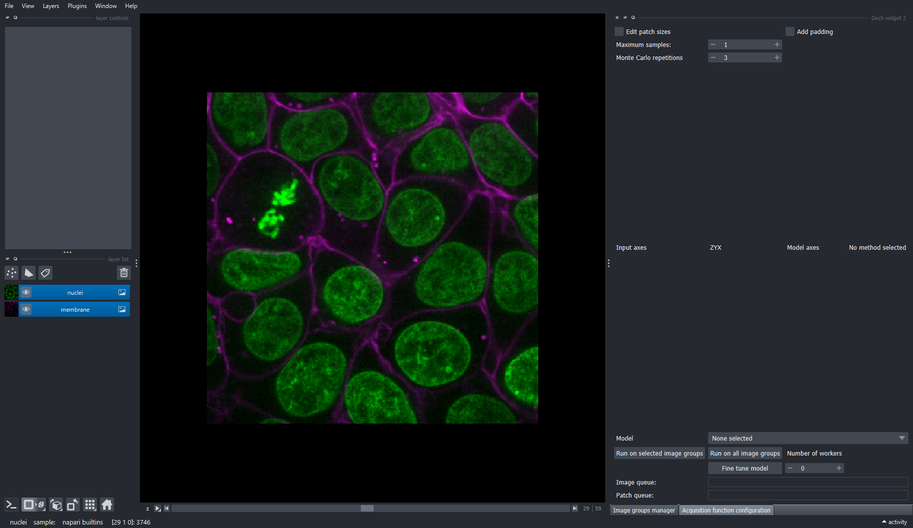 File View Layers Plugins Window Help
layer controls
Dock widget 2
Edit patch sizes Add padding
Maximum samples: 1
Monte Carlo repetitions 3
Input axes ZYX Model axes No method selected
layer list
nuclei
membrane
Model None selected
Run on selected image groups Run on all image groups Number of workers
Fine tune model 0
Image queue:
Patch queue:
z 29 59
Image groups manager Acquisition function configuration
nuclei sample: napari builtins [29 1 0]: 3746 activity